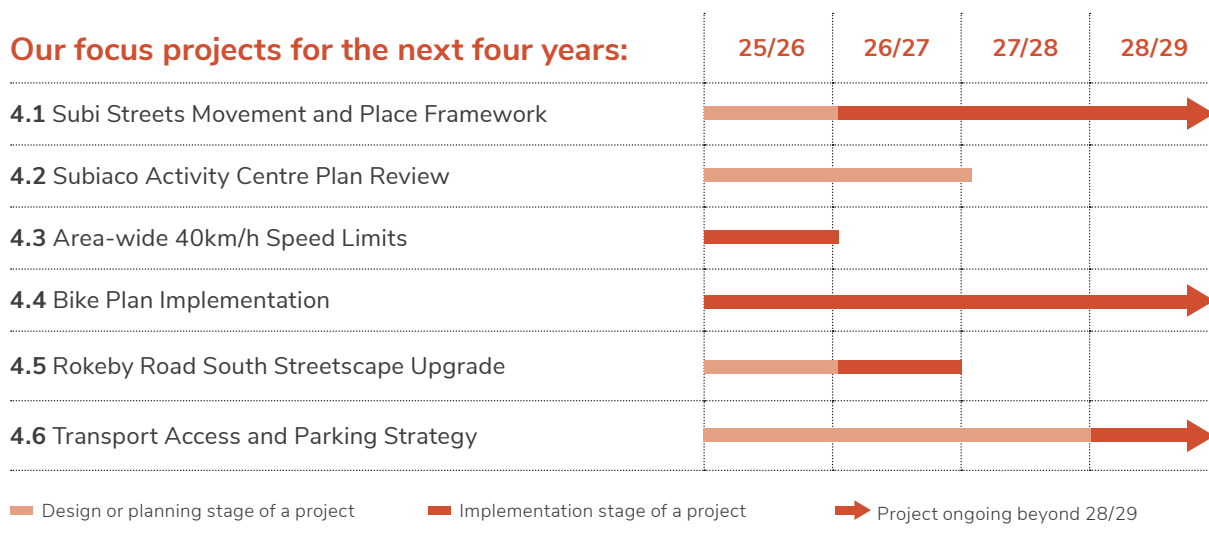 Our focus projects for the next four years: 25/26 26/27 27/28 28/29
4.1 Subi Streets Movement and Place Framework
4.2 Subiaco Activity Centre Plan Review
4.3 Area-wide 40km/h Speed Limits
4.4 Bike Plan Implementation
4.5 Rokeby Road South Streetscape Upgrade
4.6 Transport Access and Parking Strategy
Design or planning stage of a project Implementation stage of a project Project ongoing beyond 28/29